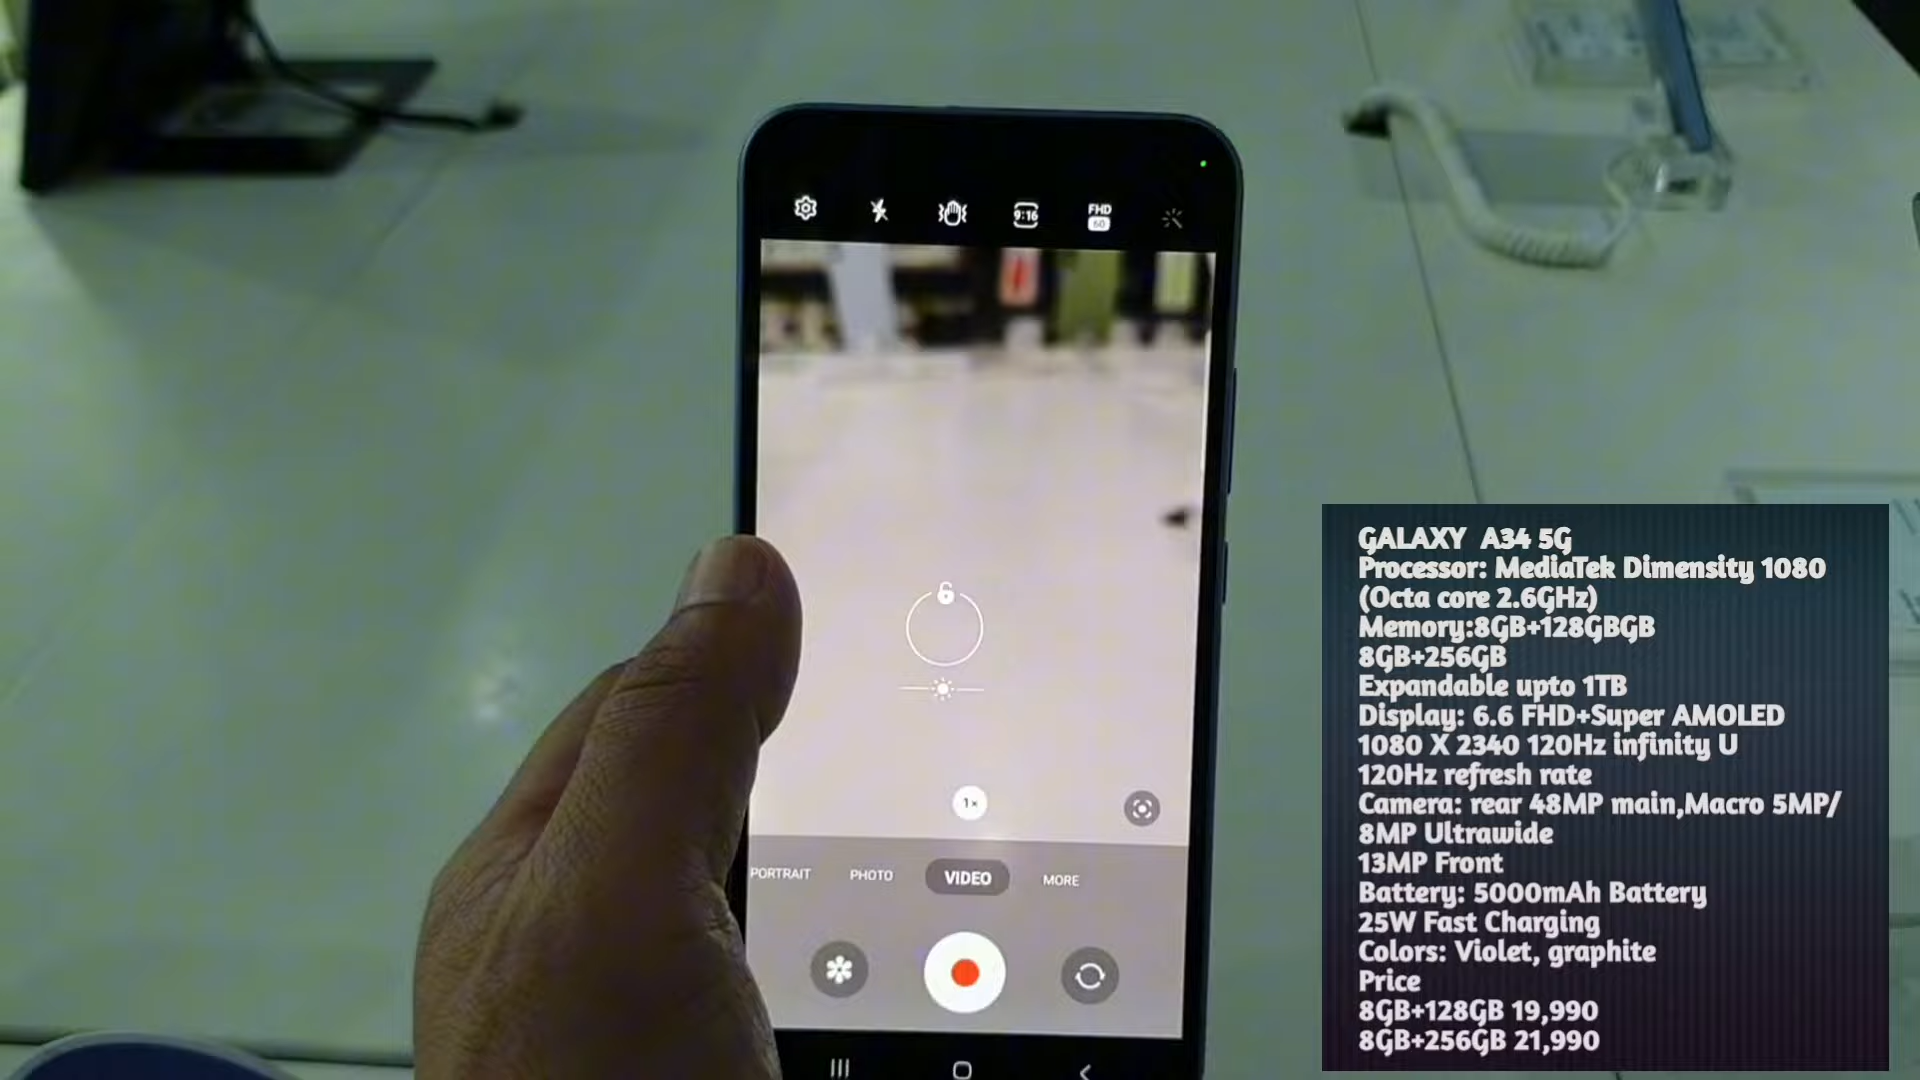 9:16
FHD
60
1×
PORTRAIT
PHOTO
VIDEO
MORE
GALAXY A34 5G
Processor: MediaTek Dimensity 1080
(Octa core 2.6GHz)
Memory:8GB+128GBGB
8GB+256GB
Expandable upto 1TB
Display: 6.6 FHD+Super AMOLED
1080 X 2340 120Hz infinity U
120Hz refresh rate
Camera: rear 48MP main,Macro 5MP/
8MP Ultrawide
13MP Front
Battery: 5000mAh Battery
25W Fast Charging
Colors: Violet, graphite
Price
8GB+128GB 19,990
8GB+256GB 21,990